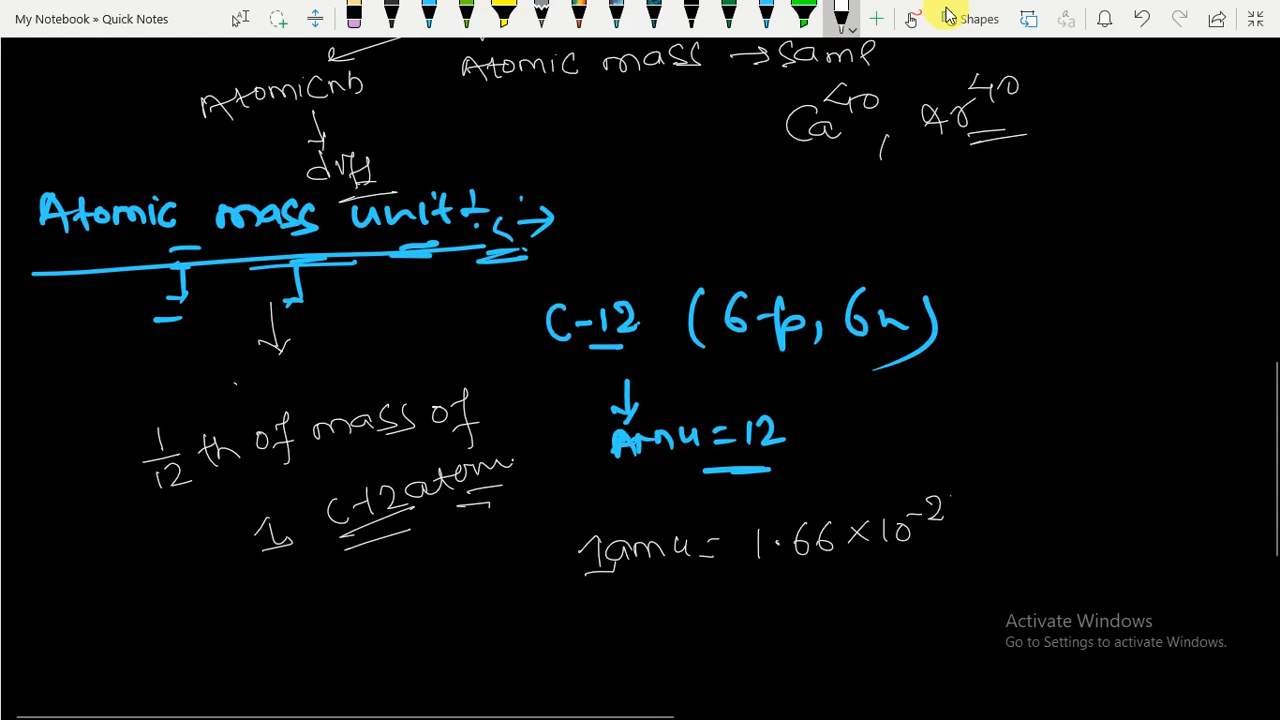 My Notebook » Quick Notes
Shapes
Atomic mass → same
Atomic nb
Ca⁴⁰, Ar⁴⁰
diff
Atomic mass unit :- →
C-12 (6p, 6n)
1/12 th of mass of
1 C-12 atom
Amu = 12
1amu = 1.66 × 10⁻²
Activate Windows
Go to Settings to activate Windows.